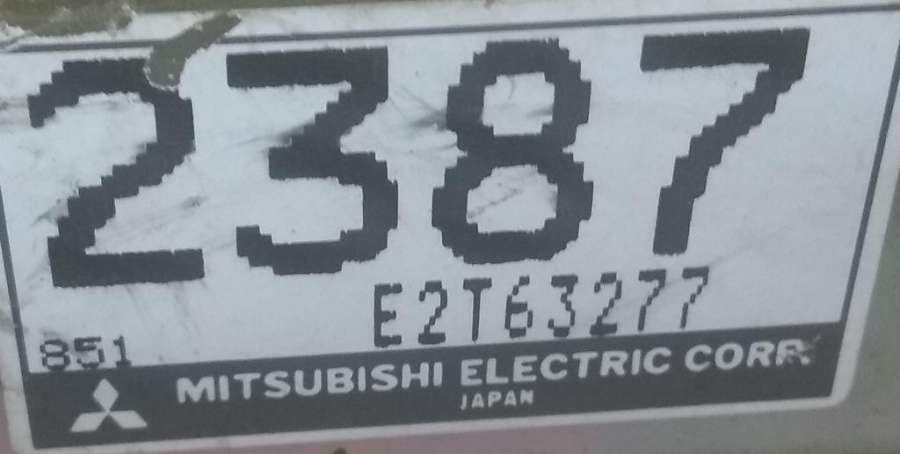 2387
E2T63277
851
MITSUBISHI ELECTRIC CORP.
JAPAN